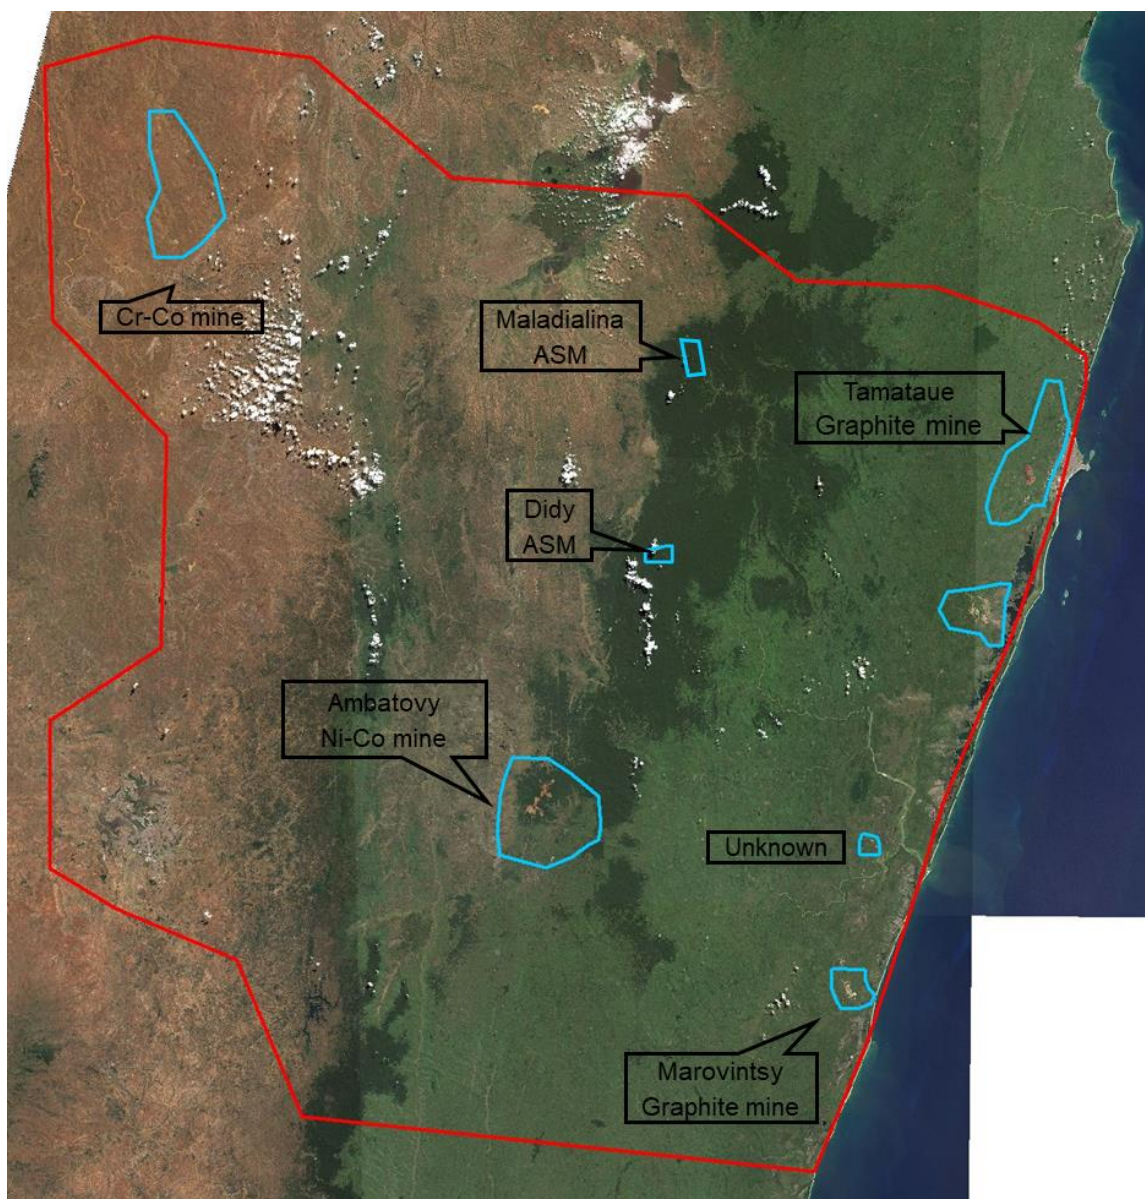 Cr-Co mine
Maladialina
ASM
Tamataue
Graphite mine
Didy
ASM
Ambatovy
Ni-Co mine
Unknown
Marovintsy
Graphite mine